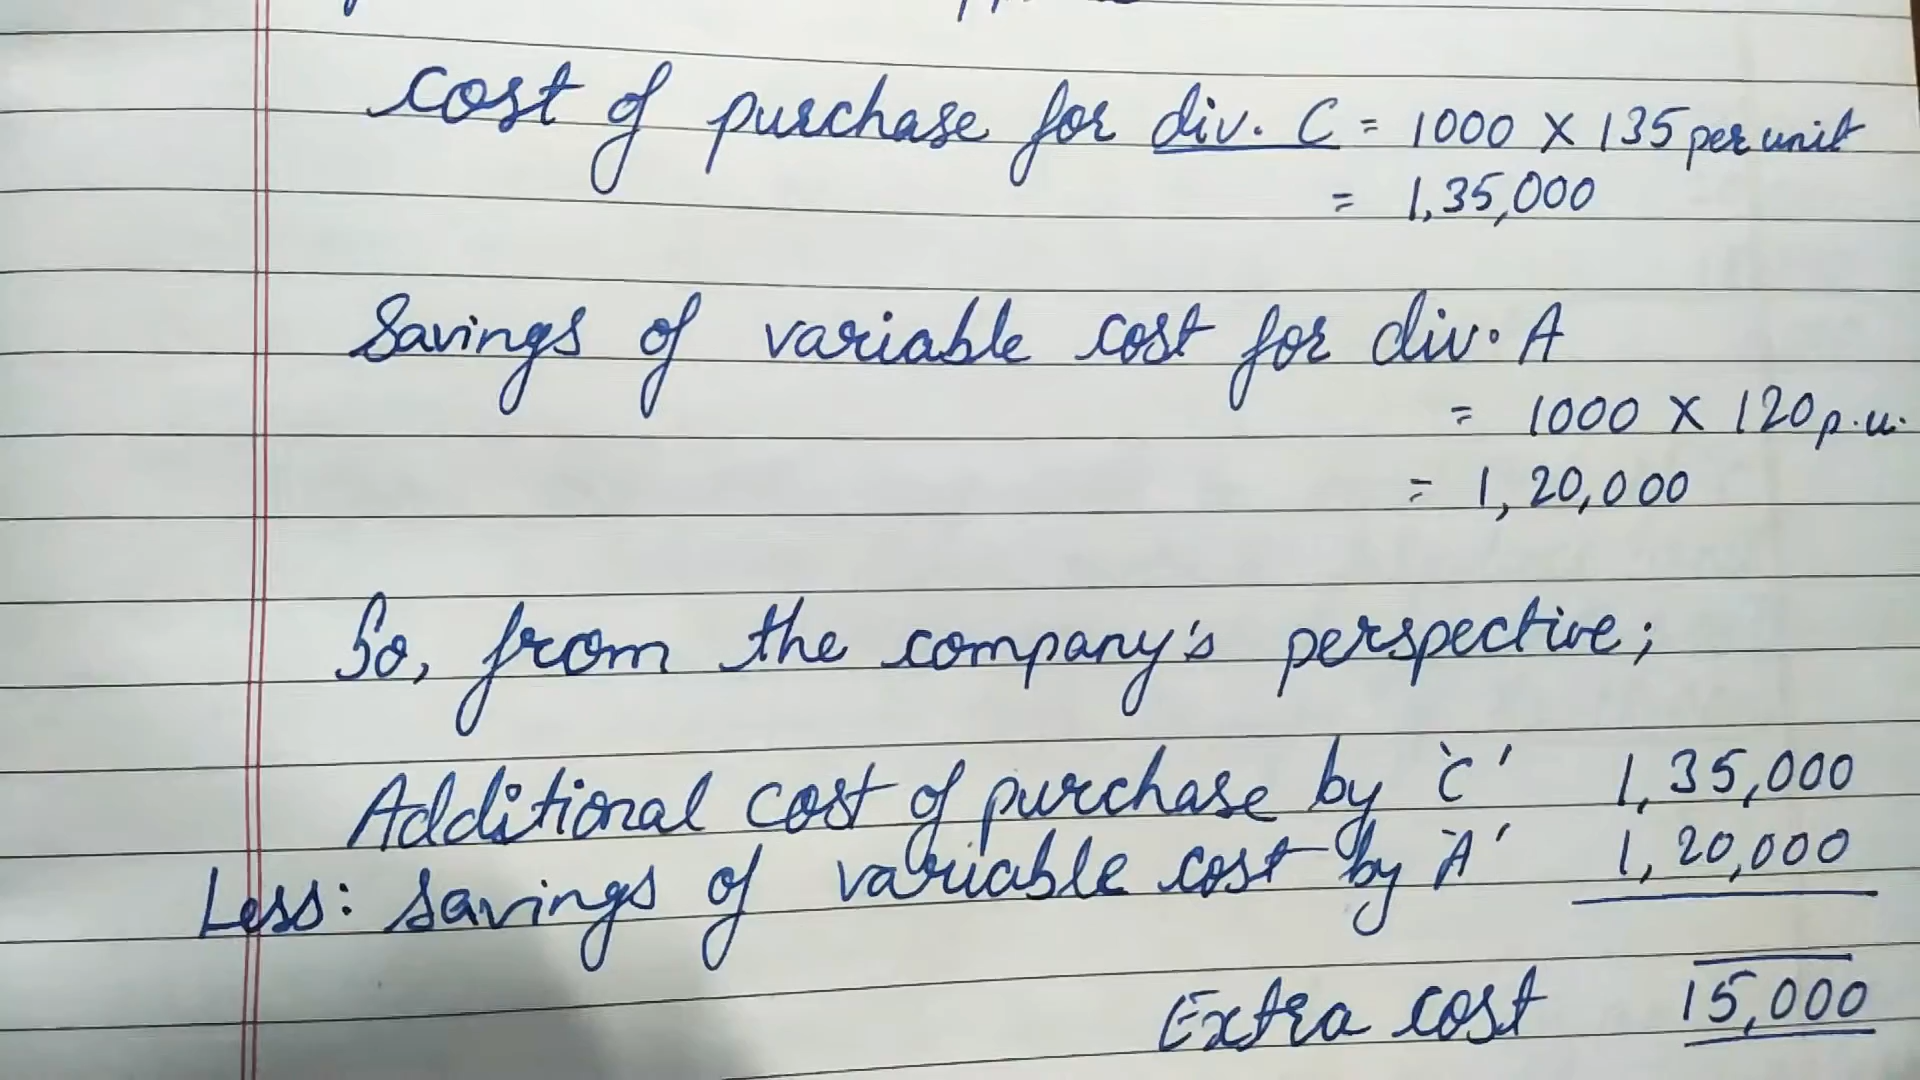 cost of purchase for div. C = 1000 X 135 per unit
= 1,35,000
Savings of variable cost for div. A
= 1000 X 120 p.u.
= 1,20,000
So, from the company's perspective;
Additional cost of purchase by 'C' 1,35,000
Less: Savings of variable cost by 'A' 1,20,000
Extra cost 15,000